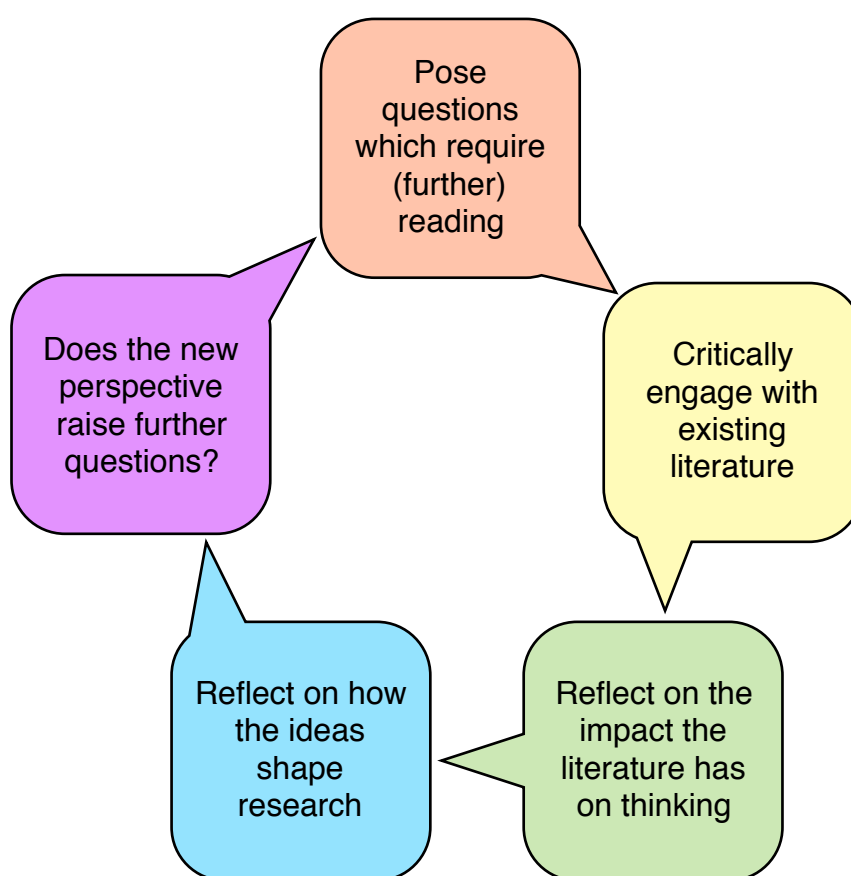 Pose
questions
which require
(further)
reading
Critically
engage with
existing
literature
Reflect on the
impact the
literature has
on thinking
Reflect on how
the ideas
shape
research
Does the new
perspective
raise further
questions?